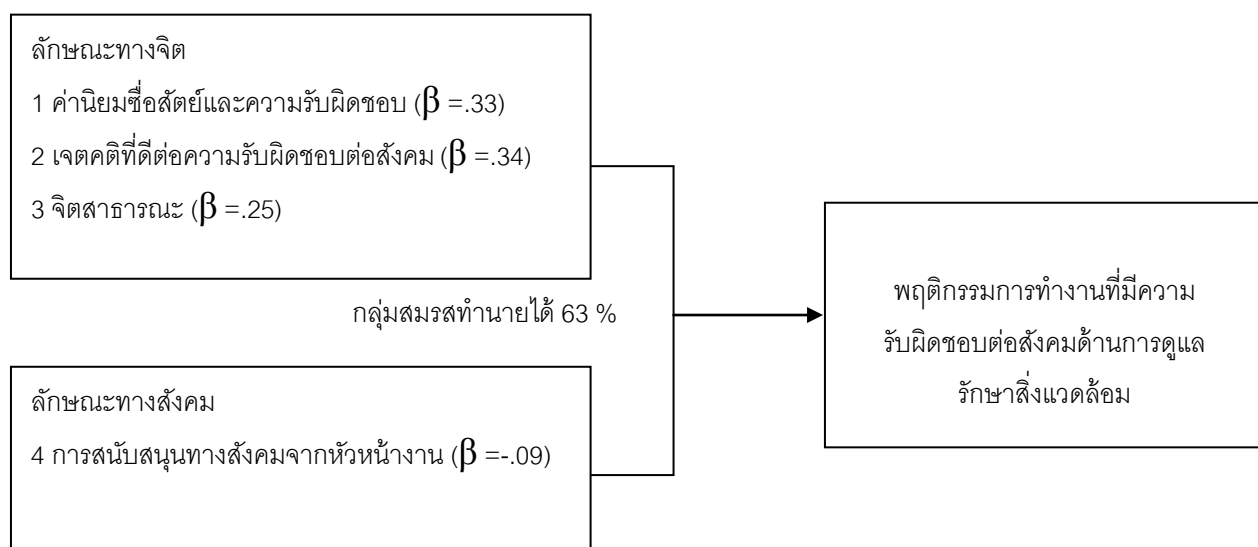 ลักษณะทางจิต
1 ค่านิยมซื่อสัตย์และความรับผิดชอบ (β =.33)
2 เจตคติที่ดีต่อความรับผิดชอบต่อสังคม (β =.34)
3 จิตสาธารณะ (β =.25)
กลุ่มสมรสทำนายได้ 63 %
ลักษณะทางสังคม
4 การสนับสนุนทางสังคมจากหัวหน้างาน (β =-.09)
พฤติกรรมการทำงานที่มีความ
รับผิดชอบต่อสังคมด้านการดูแล
รักษาสิ่งแวดล้อม